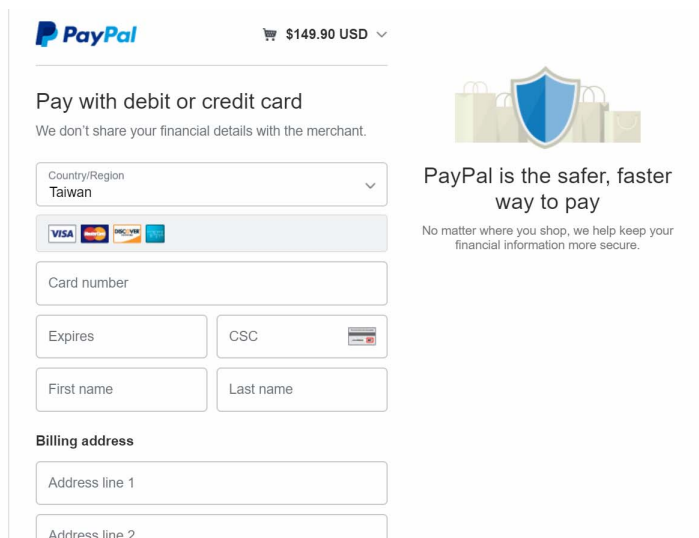 PayPal
$149.90 USD
Pay with debit or credit card
We don't share your financial details with the merchant.
Country/Region
Taiwan
VISA MasterCard DISCOVER
Card number
Expires
CSC
First name
Last name
Billing address
Address line 1
Address line 2
PayPal is the safer, faster
way to pay
No matter where you shop, we help keep your
financial information more secure.